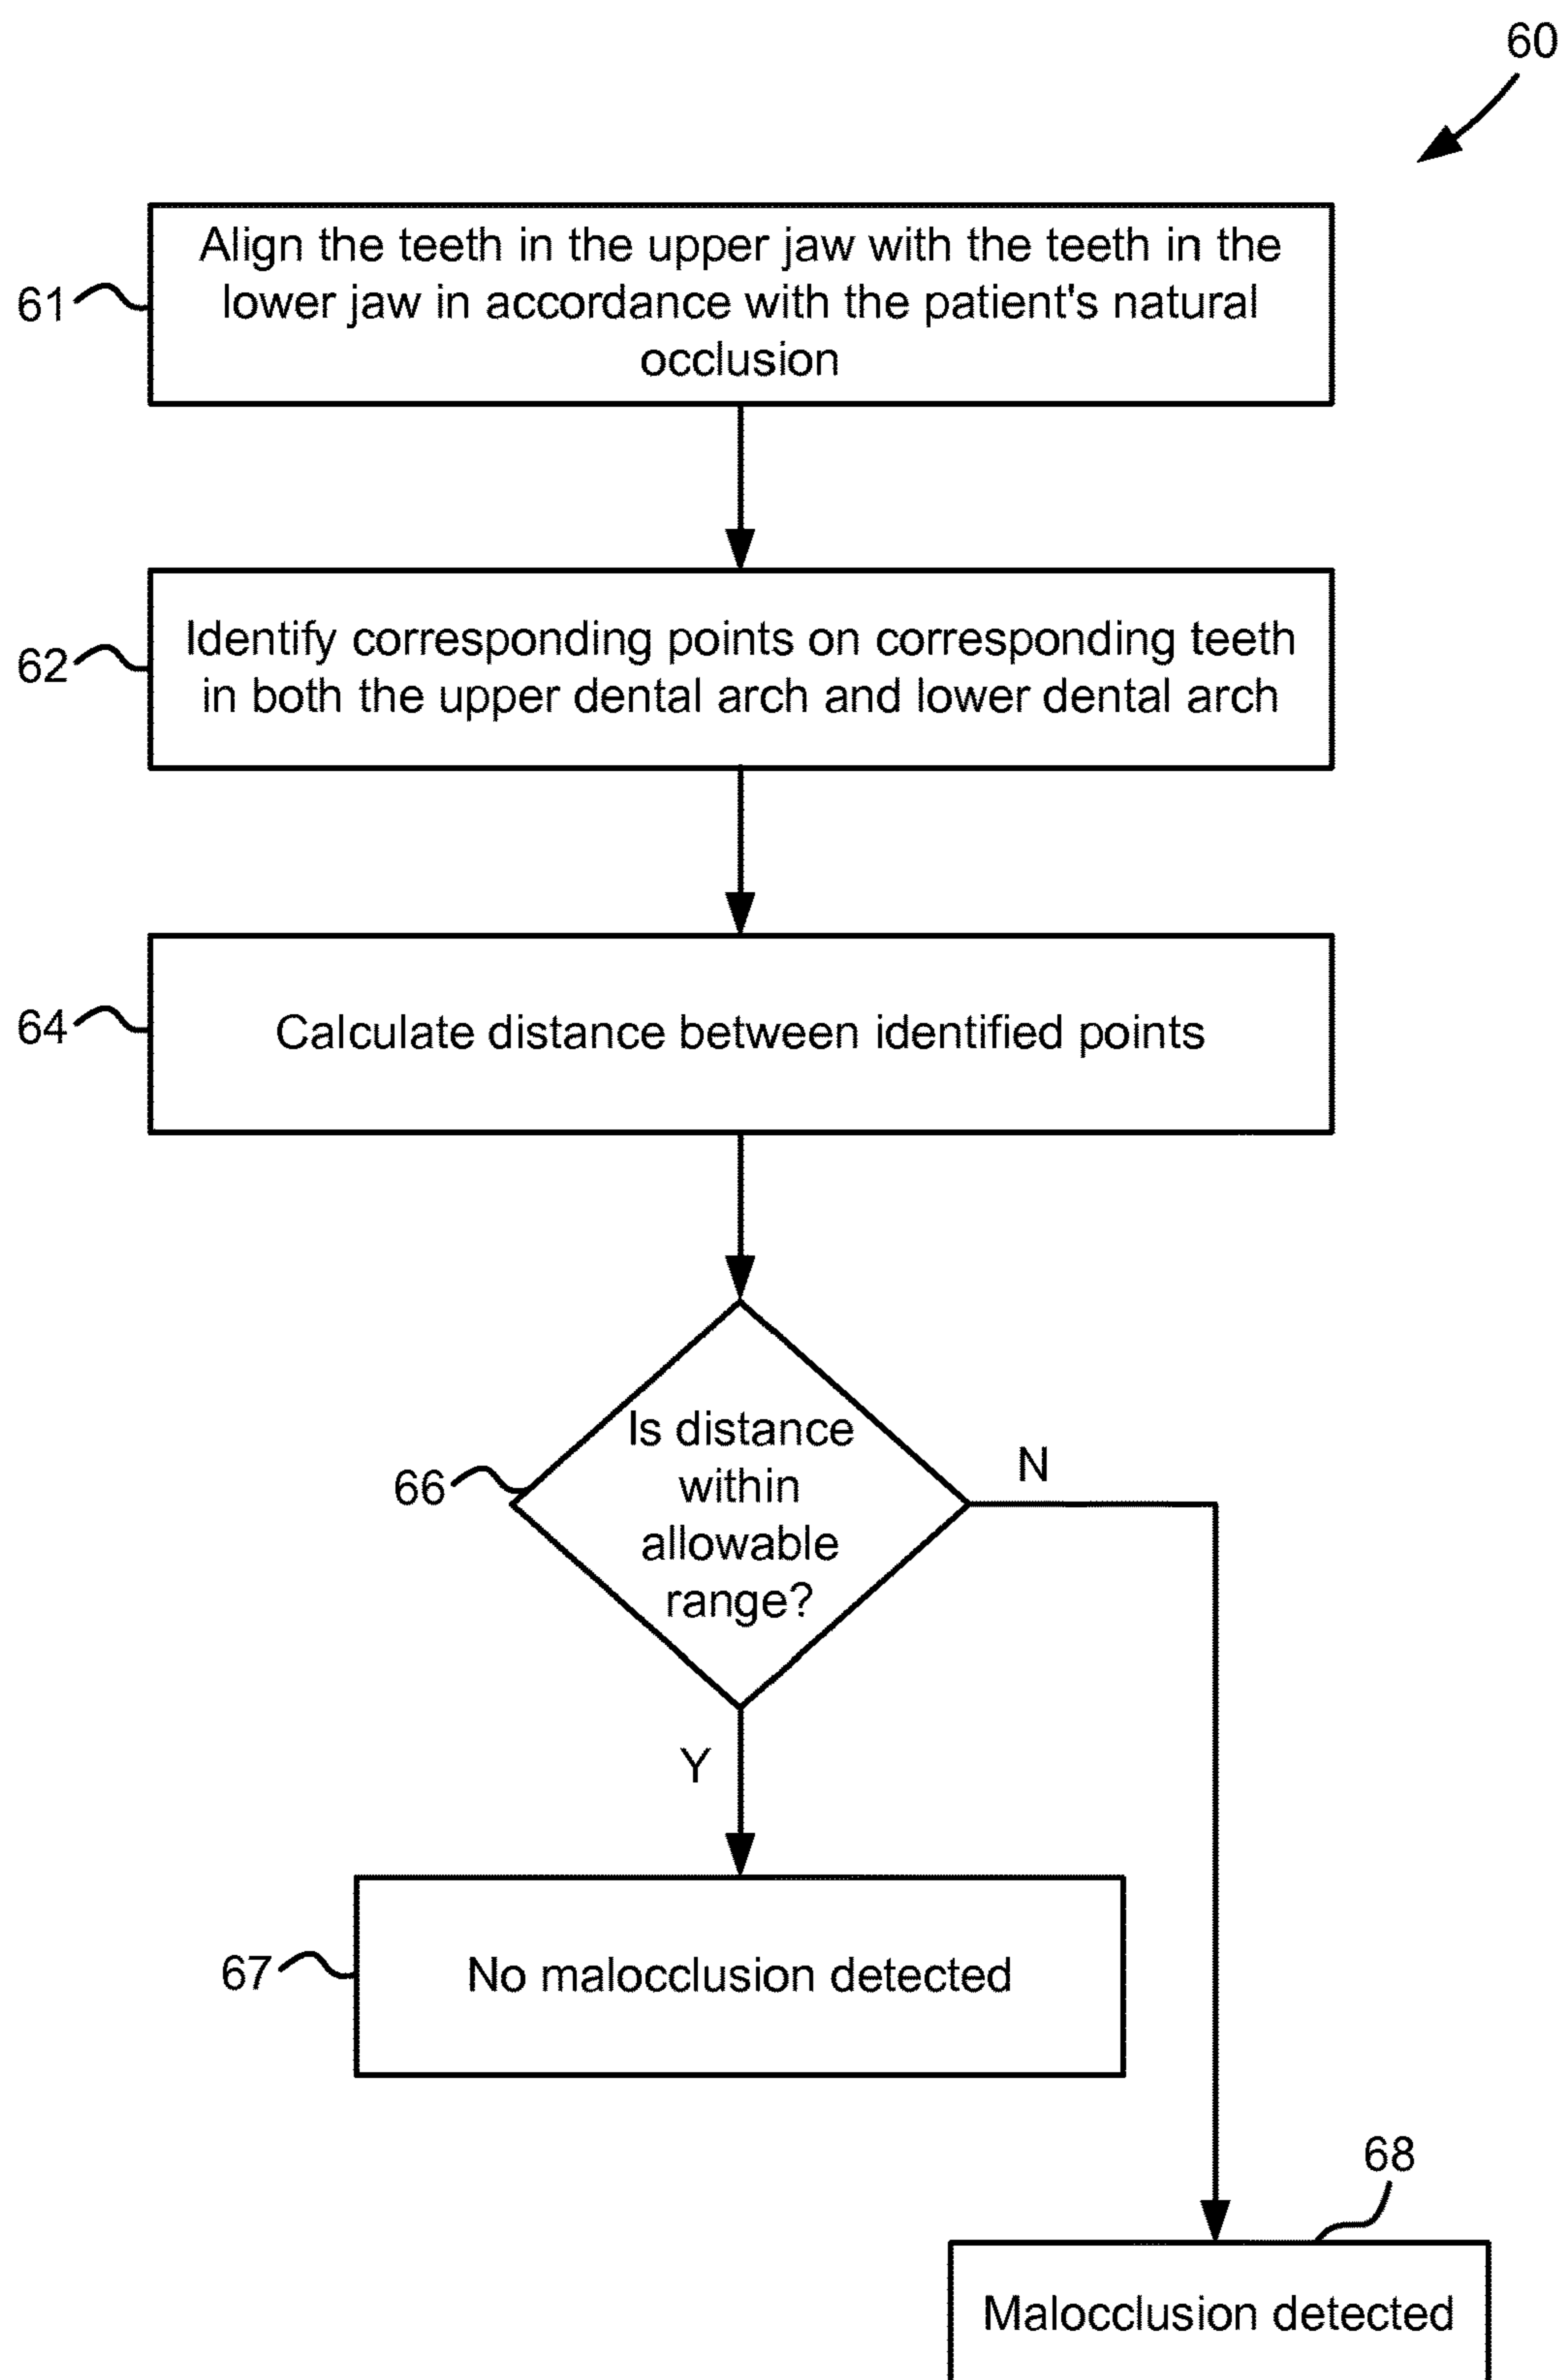 60
61
Align the teeth in the upper jaw with the teeth in the
lower jaw in accordance with the patient's natural
occlusion
62
Identify corresponding points on corresponding teeth
in both the upper dental arch and lower dental arch
64
Calculate distance between identified points
66
Is distance
within
allowable
range?
N
Y
67
No malocclusion detected
68
Malocclusion detected